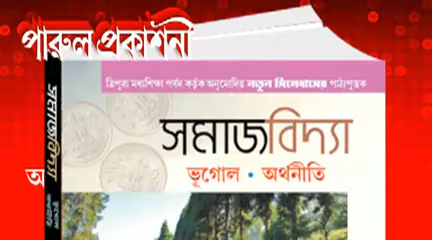 পারুল প্রকাশনী
ত্রিপুরা মধ্যশিক্ষা পর্ষদ কর্তৃক অনুমোদিত নতুন সিলেবাসের পাঠ্যপুস্তক
সমাজবিদ্যা
ভূগোল • অর্থনীতি
সমাজবিদ্যা